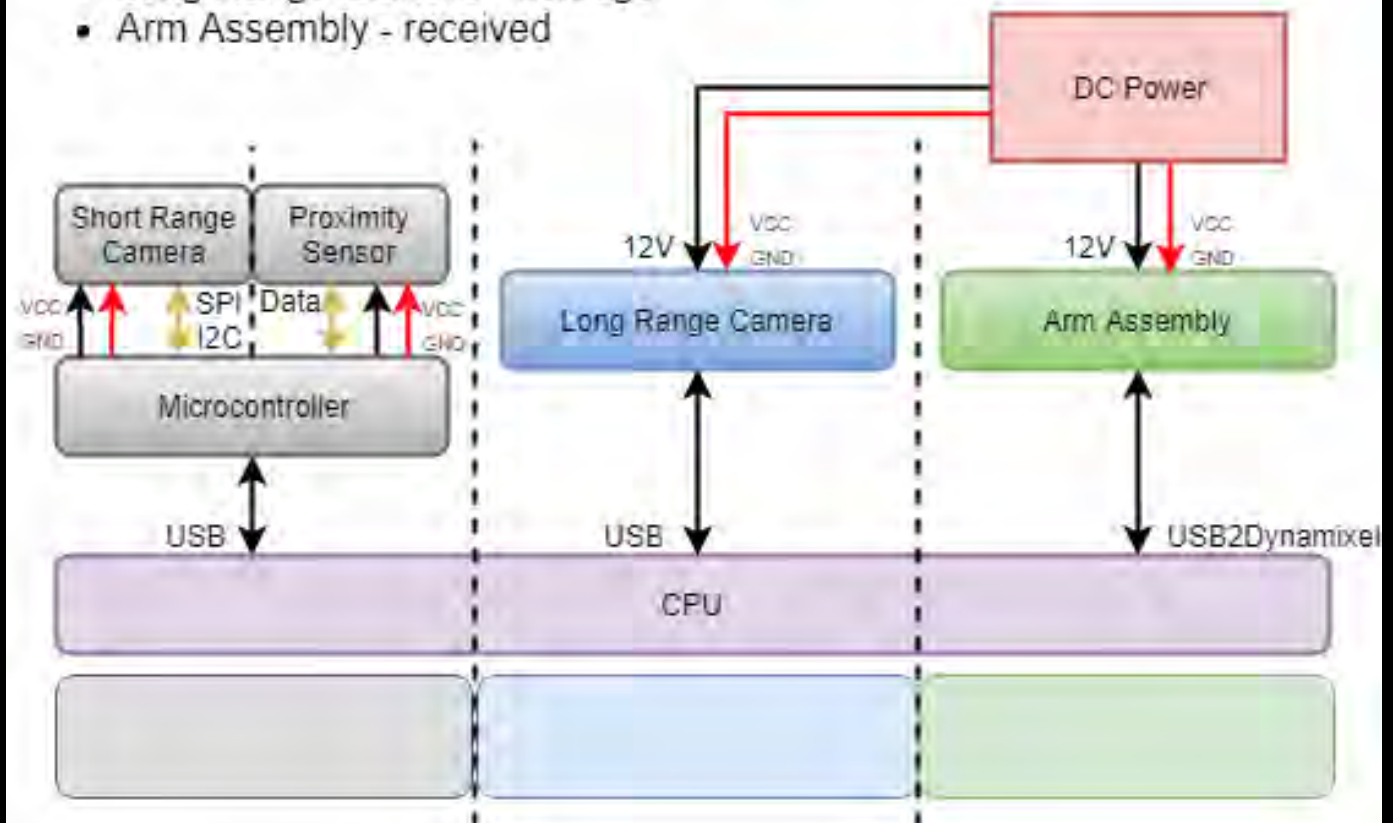 • Arm Assembly - received
DC Power
Short Range
Camera
Proximity
Sensor
VCC
GND
12V
VCC
GND
12V
VCC
GND
SPI
I2C
Data
VCC
GND
Long Range Camera
Arm Assembly
Microcontroller
USB
USB
USB2Dynamixel
CPU